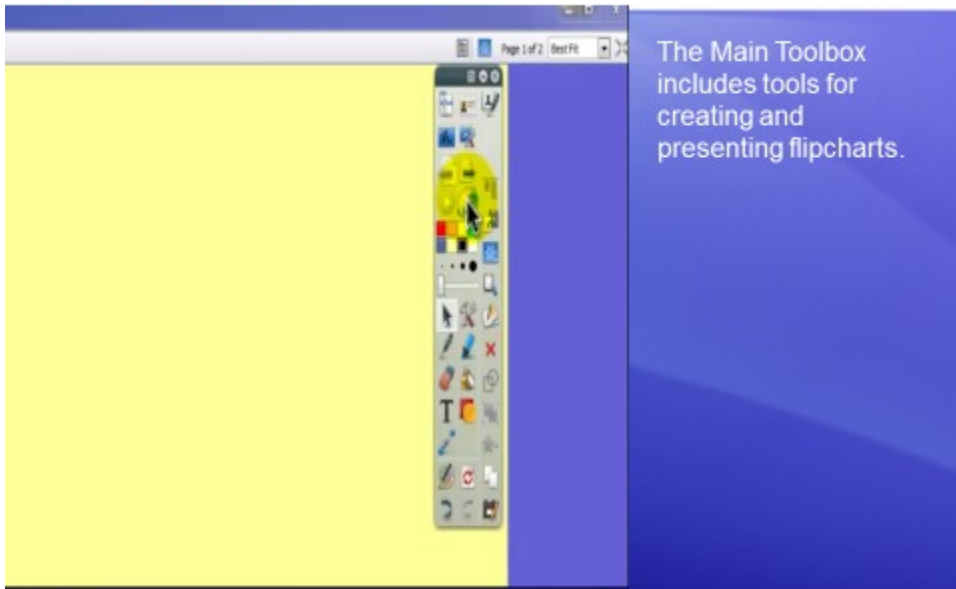 Page 1 of 2 Best Fit
The Main Toolbox
includes tools for
creating and
presenting flipcharts.
T